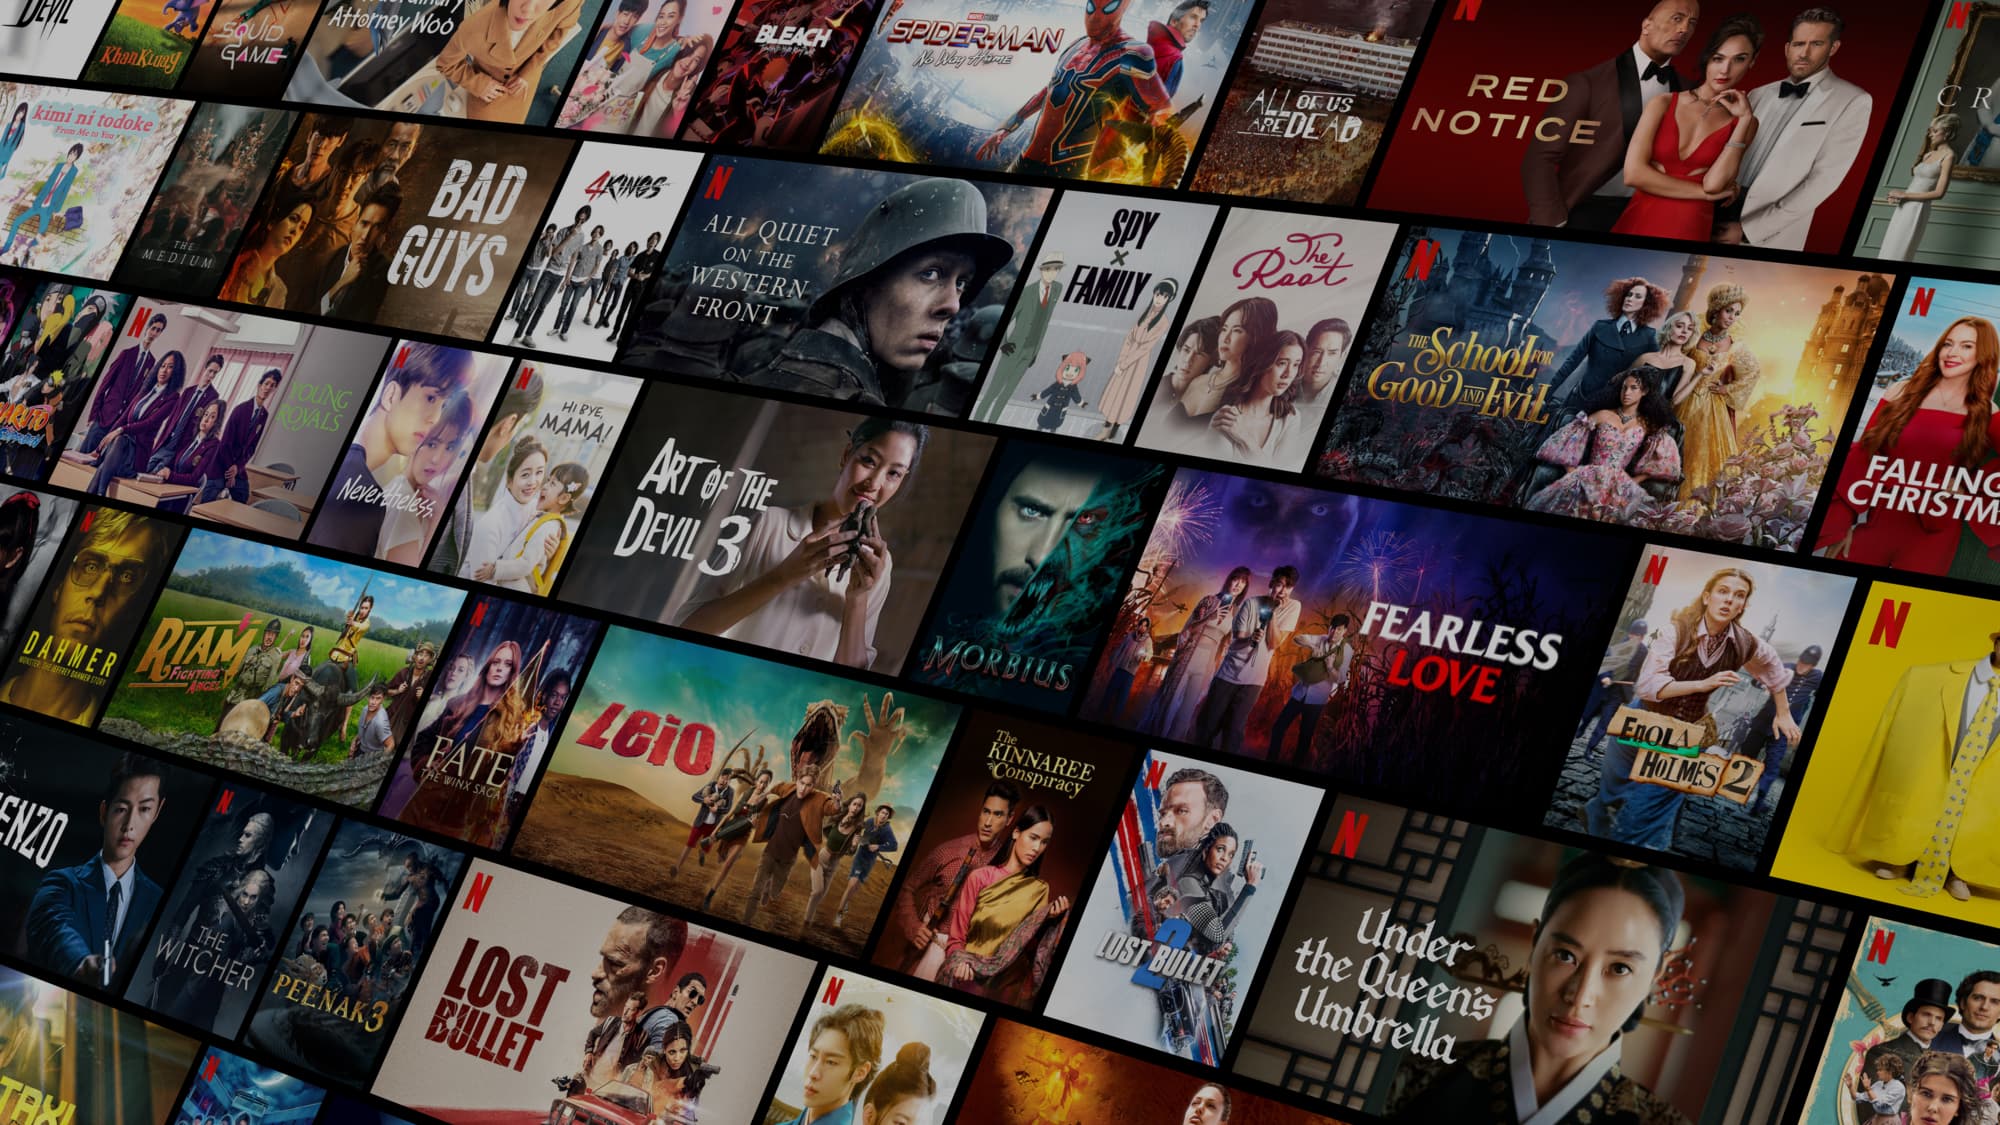 DEVIL
Khan Kluay
SQUID
GAME
Attorney Woo
BLEACH
MARVEL STUDIOS
SPIDER-MAN
No Way Home
ALL OF US
ARE DEAD
N
RED
NOTICE
N
CR
kimi ni todoke
From Me to You
THE
MEDIUM
BAD
GUYS
4KINGS
N
ALL QUIET
ON THE
WESTERN
FRONT
SPY
×
FAMILY
The
Root
N
THE
SCHOOL FOR
GOOD AND EVIL
N
FALLING
CHRISTMA
NARUTO
N
YOUNG
ROYALS
N
Nevertheless,
N
HI BYE,
MAMA!
ART OF THE
DEVIL 3
MORBIUS
FEARLESS
LOVE
N
ENOLA
HOLMES 2
N
N
DAHMER
MONSTER: THE JEFFREY DAHMER STORY
RIAM
FIGHTING
ANGEL
N
FATE
THE WINX SAGA
LEIO
The
KINNAREE
Conspiracy
N
2
LOST BULLET
N
Under
the Queen's
Umbrella
N
ENZO
N
THE
WITCHER
PEENAK 3
N
LOST
BULLET
N
TAXI
N